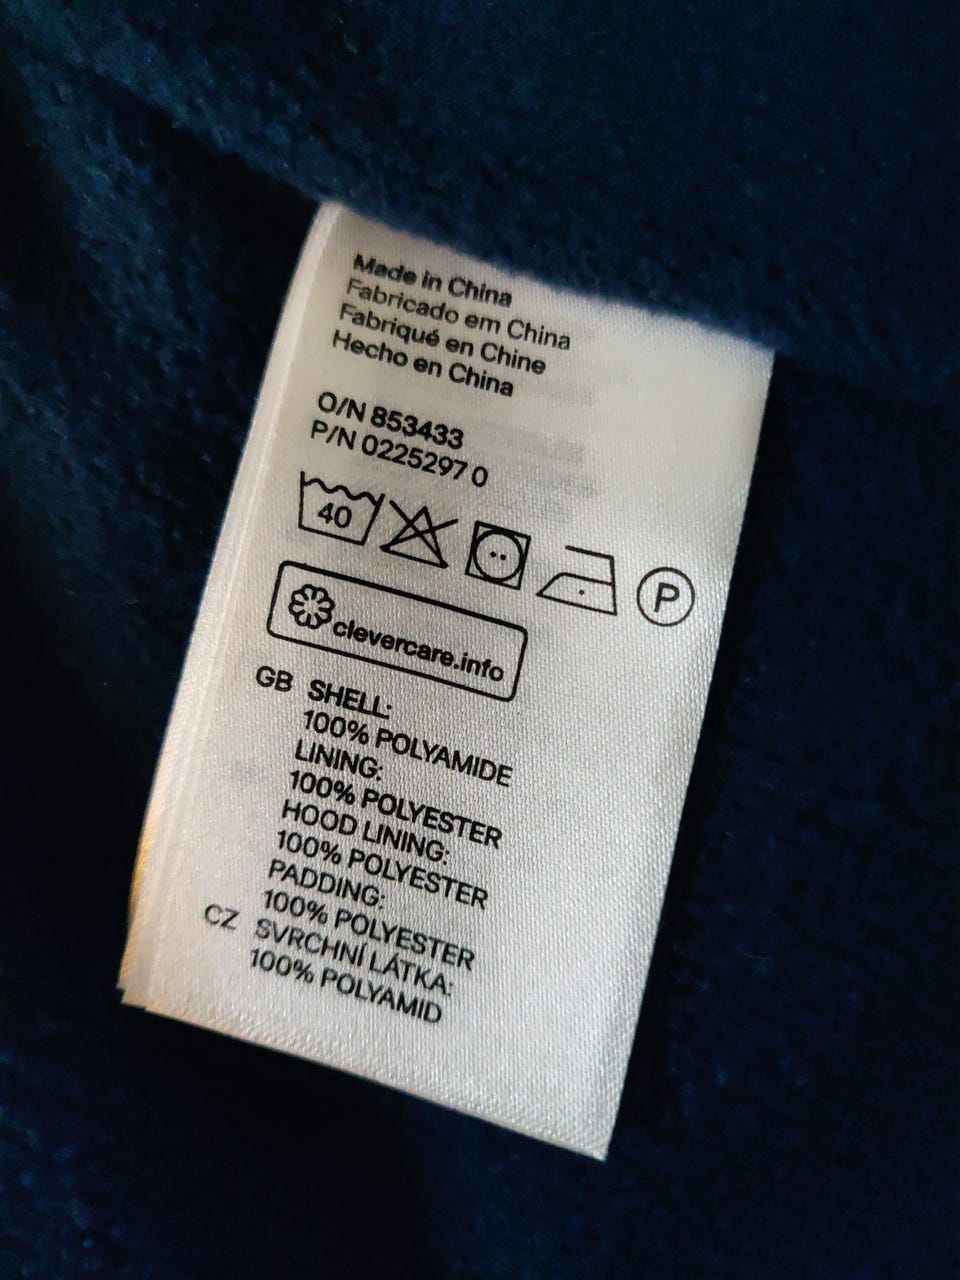 Made in China
Fabricado em China
Fabriqué en Chine
Hecho en China
O/N 853433
P/N 0225297 0
40 P
clevercare.info
GB SHELL:
100% POLYAMIDE
LINING:
100% POLYESTER
HOOD LINING:
100% POLYESTER
PADDING:
100% POLYESTER
CZ SVRCHNÍ LÁTKA:
100% POLYAMID